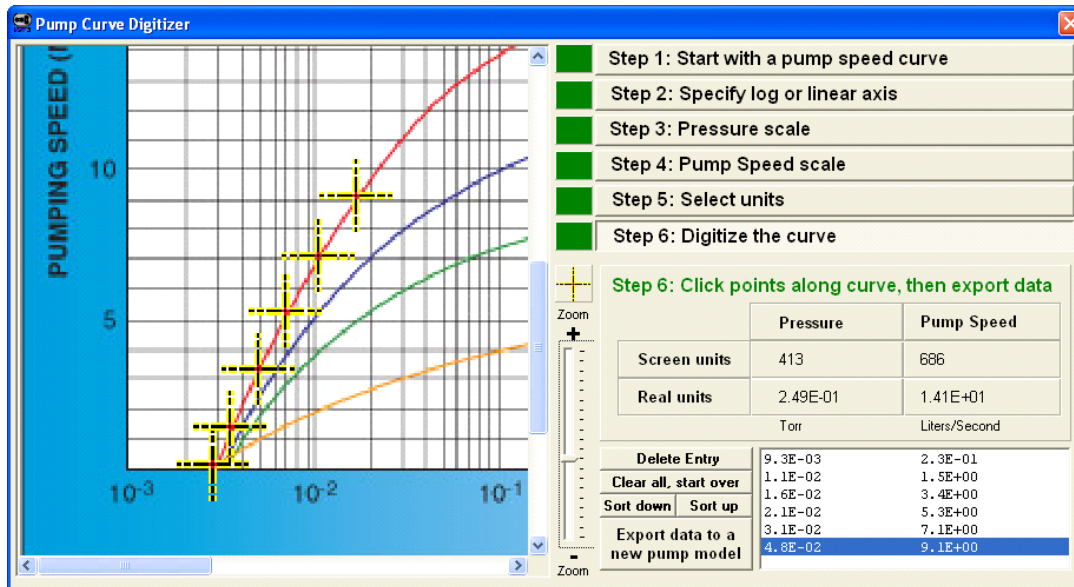 Pump Curve Digitizer
PUMPING SPEED (
10
5
10-3
10-2
10-1
Step 1: Start with a pump speed curve
Step 2: Specify log or linear axis
Step 3: Pressure scale
Step 4: Pump Speed scale
Step 5: Select units
Step 6: Digitize the curve
Zoom
+
-
Zoom
Step 6: Click points along curve, then export data
Pressure Pump Speed
Screen units 413 686
Real units 2.49E-01 1.41E+01
Torr Liters/Second
Delete Entry
Clear all, start over
Sort down Sort up
Export data to a
new pump model
9.3E-03 2.3E-01
1.1E-02 1.5E+00
1.6E-02 3.4E+00
2.1E-02 5.3E+00
3.1E-02 7.1E+00
4.8E-02 9.1E+00